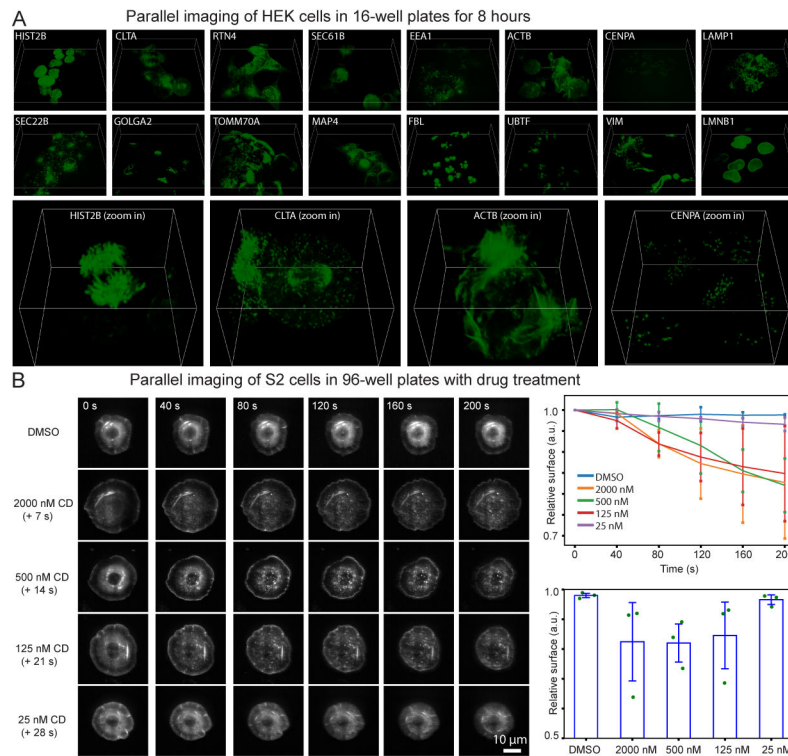 A
Parallel imaging of HEK cells in 16-well plates for 8 hours
HIST2B CLTA RTN4 SEC61B EEA1 ACTB CENPA LAMP1
SEC22B GOLGA2 TOMM70A MAP4 FBL UBTF VIM LMNB1
HIST2B (zoom in) CLTA (zoom in) ACTB (zoom in) CENPA (zoom in)
B
Parallel imaging of S2 cells in 96-well plates with drug treatment
0 s 40 s 80 s 120 s 160 s 200 s
DMSO
2000 nM CD
(+ 7 s)
500 nM CD
(+ 14 s)
125 nM CD
(+ 21 s)
25 nM CD
(+ 28 s)
10 μm
Relative surface (a.u.)
1.0
0.7
DMSO
2000 nM
500 nM
125 nM
25 nM
0 40 80 120 160
Time (s)
Relative surface (a.u.)
1.0
0.5
DMSO 2000 nM 500 nM 125 nM 25 nM